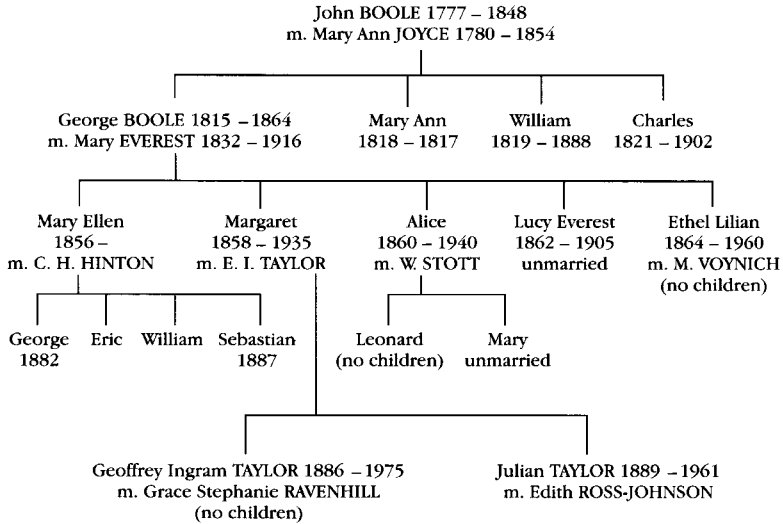 John BOOLE 1777 – 1848
m. Mary Ann JOYCE 1780 – 1854
George BOOLE 1815 – 1864
m. Mary EVEREST 1832 – 1916
Mary Ann
1818 – 1817
William
1819 – 1888
Charles
1821 – 1902
Mary Ellen
1856 –
m. C. H. HINTON
Margaret
1858 – 1935
m. E. I. TAYLOR
Alice
1860 – 1940
m. W. STOTT
Lucy Everest
1862 – 1905
unmarried
Ethel Lilian
1864 – 1960
m. M. VOYNICH
(no children)
George
1882
Eric
William
Sebastian
1887
Leonard
(no children)
Mary
unmarried
Geoffrey Ingram TAYLOR 1886 – 1975
m. Grace Stephanie RAVENHILL
(no children)
Julian TAYLOR 1889 – 1961
m. Edith ROSS-JOHNSON